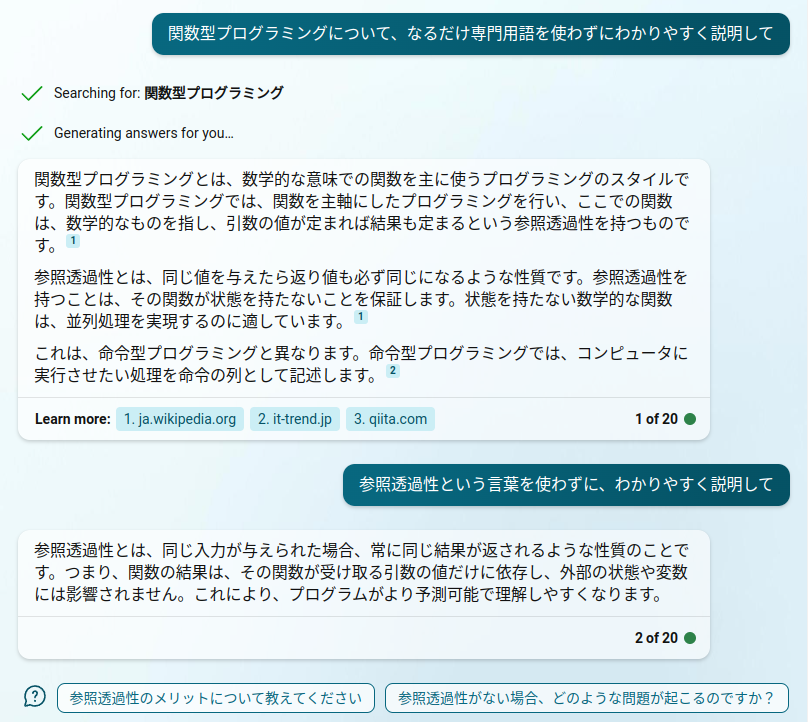 関数型プログラミングについて、なるだけ専門用語を使わずにわかりやすく説明して
Searching for: 関数型プログラミング
Generating answers for you…
関数型プログラミングとは、数学的な意味での関数を主に使うプログラミングのスタイルで
す。関数型プログラミングでは、関数を主軸にしたプログラミングを行い、ここでの関数
は、数学的なものを指し、引数の値が定まれば結果も定まるという参照透過性を持つもので
す。 1
参照透過性とは、同じ値を与えたら返り値も必ず同じになるような性質です。参照透過性を
持つことは、その関数が状態を持たないことを保証します。状態を持たない数学的な関数
は、並列処理を実現するのに適しています。 1
これは、命令型プログラミングと異なります。命令型プログラミングでは、コンピュータに
実行させたい処理を命令の列として記述します。 2
Learn more: 1. ja.wikipedia.org 2. it-trend.jp 3. qiita.com 1 of 20
参照透過性という言葉を使わずに、わかりやすく説明して
参照透過性とは、同じ入力が与えられた場合、常に同じ結果が返されるような性質のことで
す。つまり、関数の結果は、その関数が受け取る引数の値だけに依存し、外部の状態や変数
には影響されません。これにより、プログラムがより予測可能で理解しやすくなります。
2 of 20
参照透過性のメリットについて教えてください 参照透過性がない場合、どのような問題が起こるのですか？